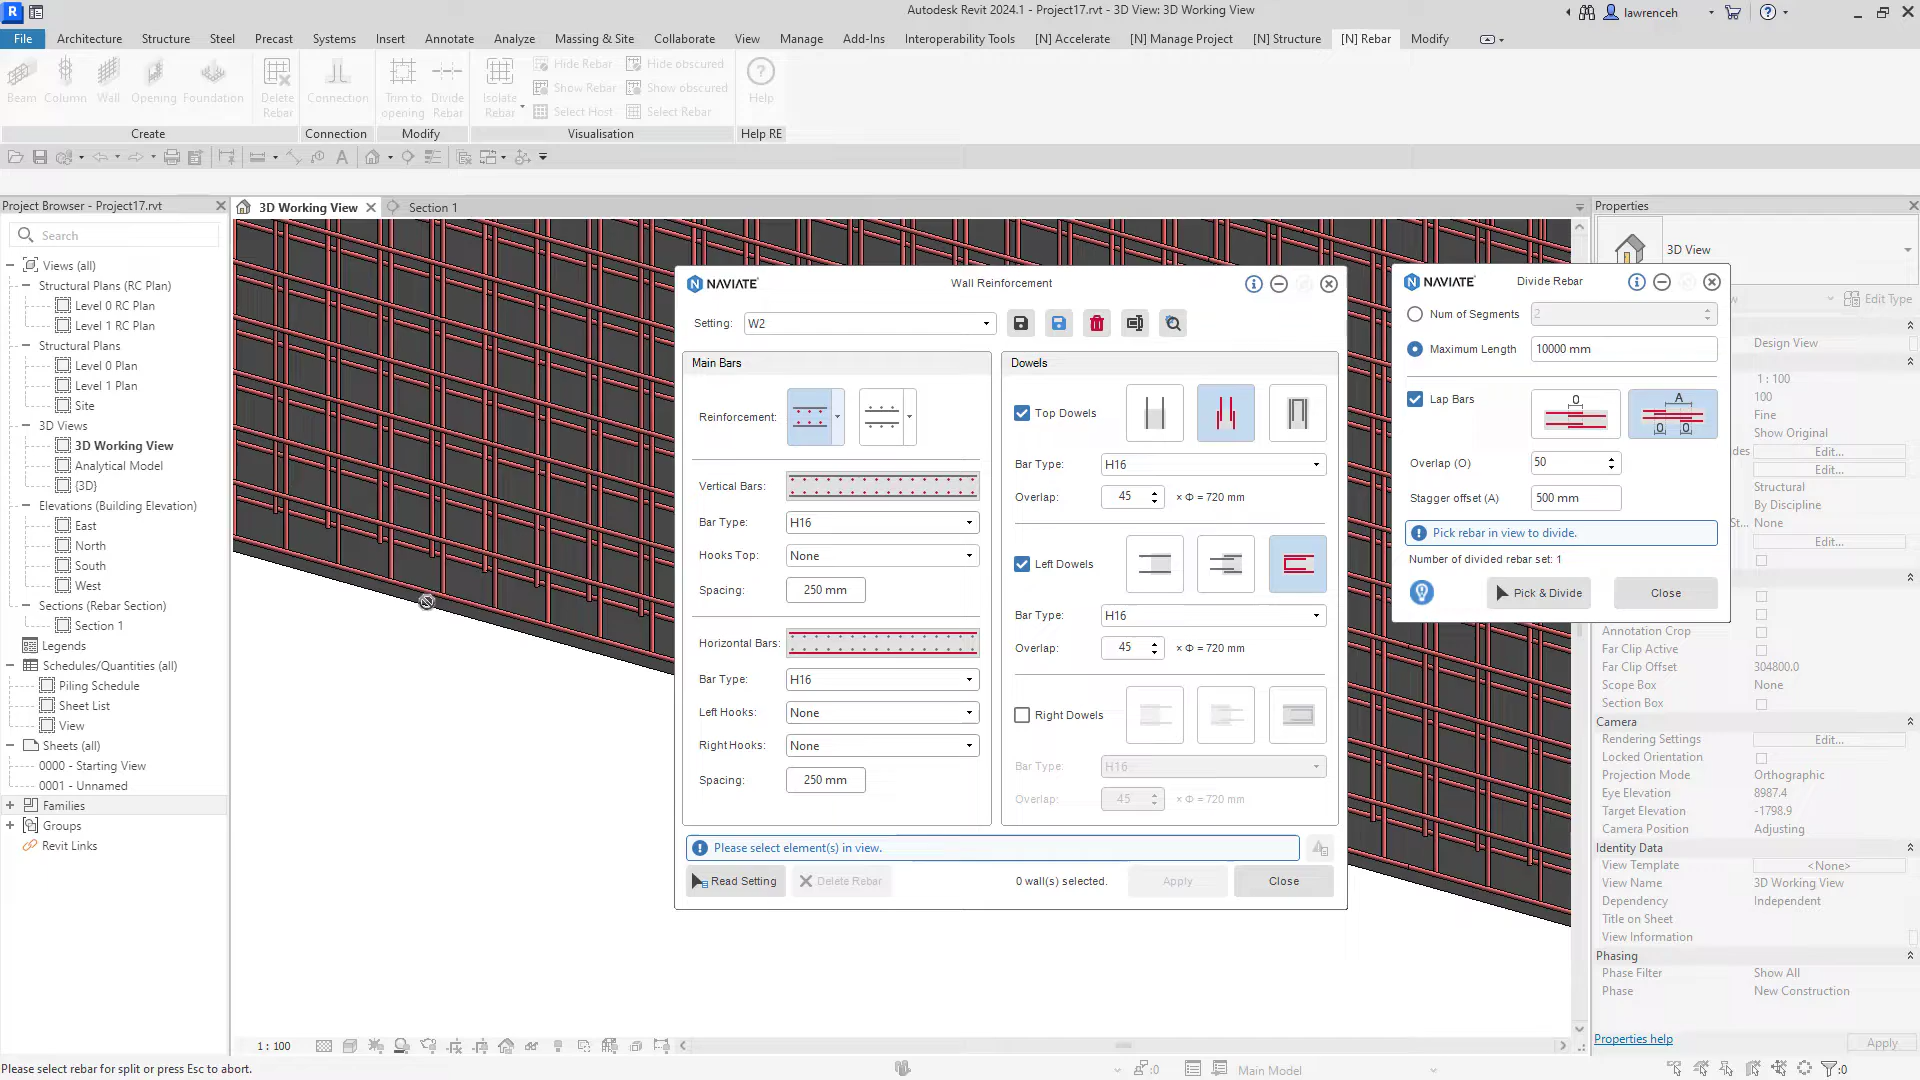 Autodesk Revit 2024.1 - Project17.rvt - 3D View: 3D Working View
lawrenceh
File Architecture Structure Steel Precast Systems Insert Annotate Analyze Massing & Site Collaborate View Manage Add-Ins Interoperability Tools [N] Accelerate [N] Manage Project [N] Structure [N] Rebar Modify
Beam Column Wall Opening Foundation
Delete Rebar
Connection
Trim to opening
Divide Rebar
Isolate Rebar
Hide Rebar
Show Rebar
Select Host
Hide obscured
Show obscured
Select Rebar
Help
Create Connection Modify Visualisation Help RE
Project Browser - Project17.rvt
3D Working View
Section 1
Search
Views (all)
Structural Plans (RC Plan)
Level 0 RC Plan
Level 1 RC Plan
Structural Plans
Level 0 Plan
Level 1 Plan
Site
3D Views
3D Working View
Analytical Model
{3D}
Elevations (Building Elevation)
East
North
South
West
Sections (Rebar Section)
Section 1
Legends
Schedules/Quantities (all)
Piling Schedule
Sheet List
View
Sheets (all)
0000 - Starting View
0001 - Unnamed
Families
Groups
Revit Links
NAVIATE
Wall Reinforcement
Setting: W2
Main Bars
Reinforcement:
Vertical Bars:
Bar Type: H16
Hooks Top: None
Spacing: 250 mm
Horizontal Bars:
Bar Type: H16
Left Hooks: None
Right Hooks: None
Spacing: 250 mm
Dowels
Top Dowels
Bar Type: H16
Overlap: 45 × Φ = 720 mm
Left Dowels
Bar Type: H16
Overlap: 45 × Φ = 720 mm
Right Dowels
Bar Type: H16
Overlap: 45 × Φ = 720 mm
Please select element(s) in view.
Read Setting Delete Rebar 0 wall(s) selected. Apply Close
NAVIATE
Divide Rebar
Num of Segments 2
Maximum Length 10000 mm
Lap Bars O A O O
Overlap (O) 50
Stagger offset (A) 500 mm
Pick rebar in view to divide.
Number of divided rebar set: 1
Pick & Divide Close
Properties
3D View
Edit Type
Design View
1 : 100
100
Fine
Show Original
Edit...
Edit...
Structural
By Discipline
None
Edit...
Annotation Crop
Far Clip Active
Far Clip Offset 304800.0
Scope Box None
Section Box
Camera
Rendering Settings Edit...
Locked Orientation
Projection Mode Orthographic
Eye Elevation 8987.4
Target Elevation -1798.9
Camera Position Adjusting
Identity Data
View Template <None>
View Name 3D Working View
Dependency Independent
Title on Sheet
View Information
Phasing
Phase Filter Show All
Phase New Construction
Properties help
Apply
1 : 100
Please select rebar for split or press Esc to abort.
:0
Main Model
:0